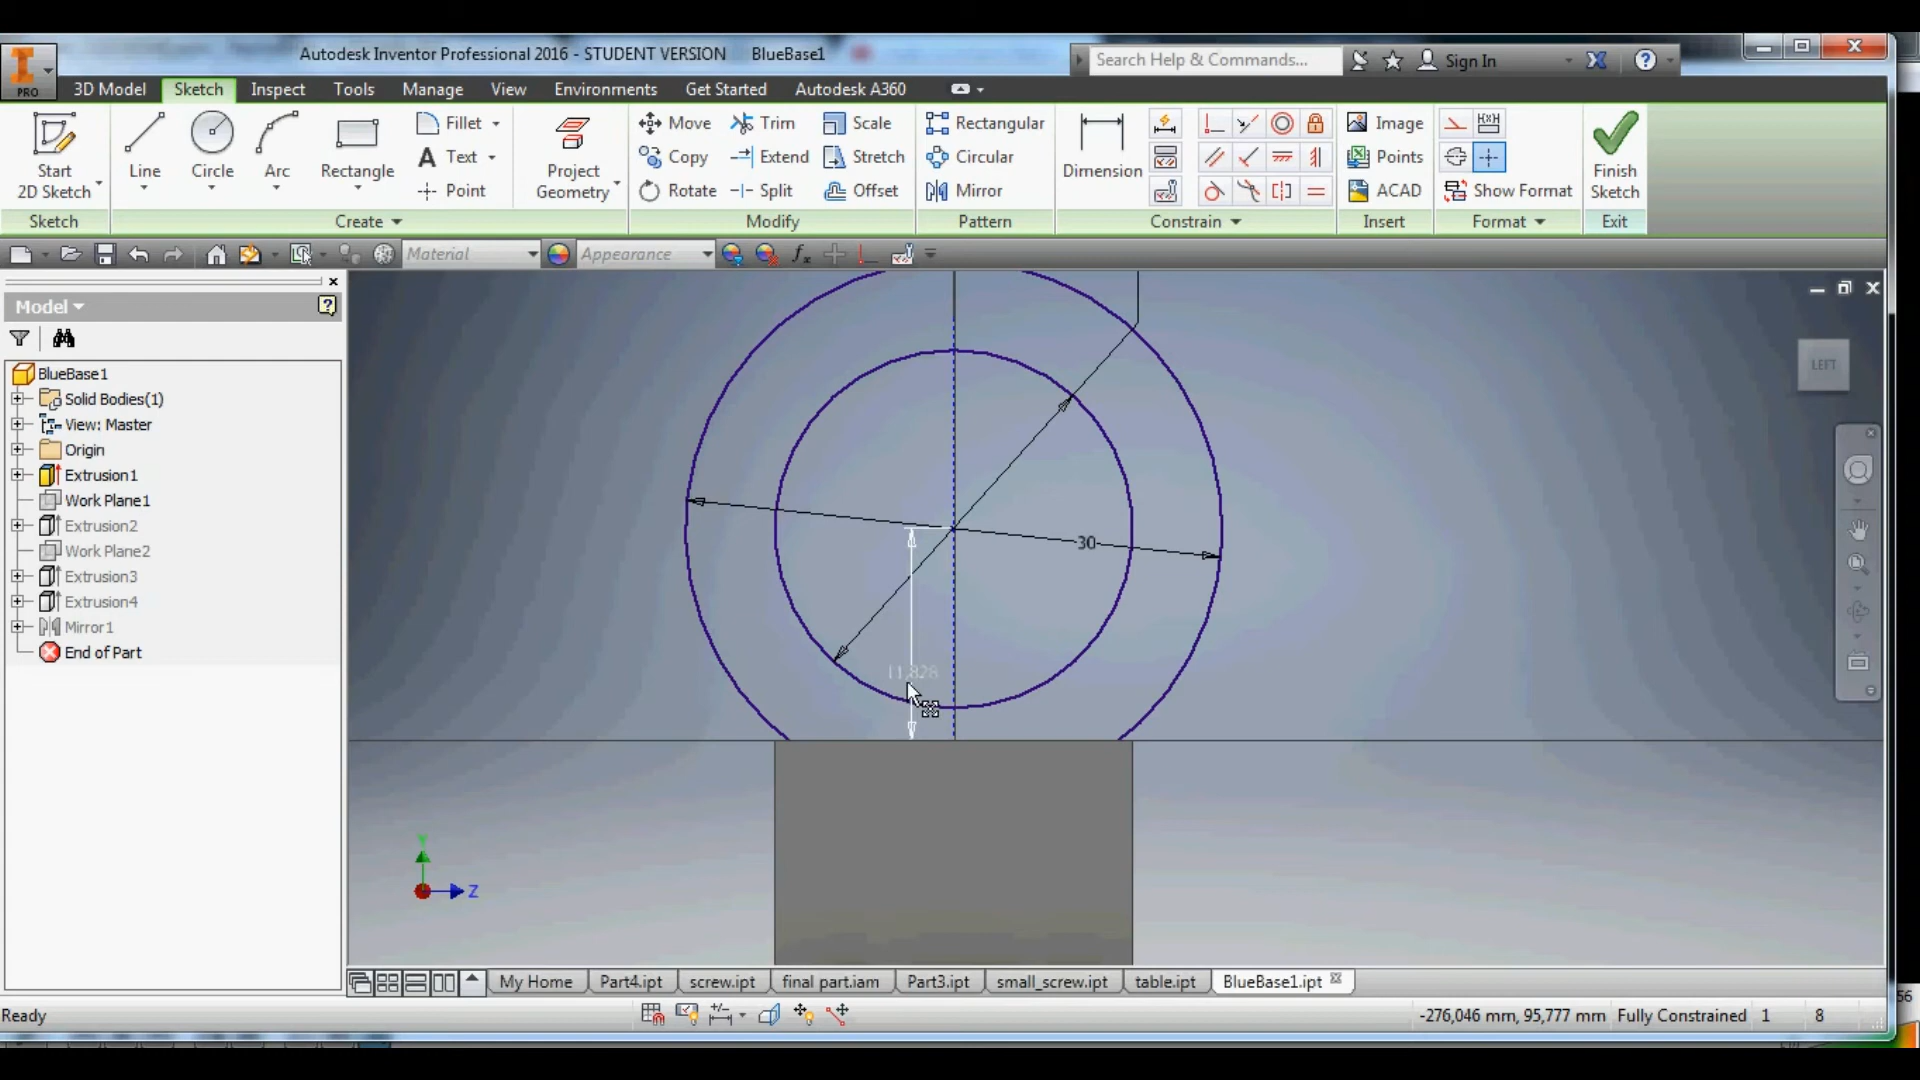 Autodesk Inventor Professional 2016 - STUDENT VERSION BlueBase1
Search Help & Commands...
Sign In
PRO
3D Model Sketch Inspect Tools Manage View Environments Get Started Autodesk A360
Start
2D Sketch
Line
Circle
Arc
Rectangle
Fillet
Text
Point
Project
Geometry
Move
Copy
Rotate
Trim
Extend
Split
Scale
Stretch
Offset
Rectangular
Circular
Mirror
Dimension
Image
Points
ACAD
Show Format
Finish
Sketch
Sketch Create Modify Pattern Constrain Insert Format Exit
Material
Appearance
fx
Model
BlueBase1
Solid Bodies(1)
View: Master
Origin
Extrusion1
Work Plane1
Extrusion2
Work Plane2
Extrusion3
Extrusion4
Mirror1
End of Part
LEFT
30
11,828
Y
Z
My Home Part4.ipt screw.ipt final part.iam Part3.ipt small_screw.ipt table.ipt BlueBase1.ipt
Ready
-276,046 mm, 95,777 mm Fully Constrained 1 8
56